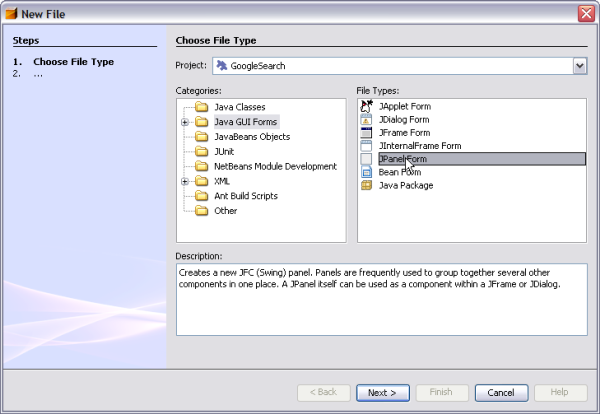 New File
Steps
1. Choose File Type
2. ...
Choose File Type
Project: GoogleSearch
Categories:
Java Classes
Java GUI Forms
JavaBeans Objects
JUnit
NetBeans Module Development
XML
Ant Build Scripts
Other
File Types:
JApplet Form
JDialog Form
JFrame Form
JInternalFrame Form
JPanel Form
Bean Form
Java Package
Description:
Creates a new JFC (Swing) panel. Panels are frequently used to group together several other
components in one place. A JPanel itself can be used as a component within a JFrame or JDialog.
< Back Next > Finish Cancel Help